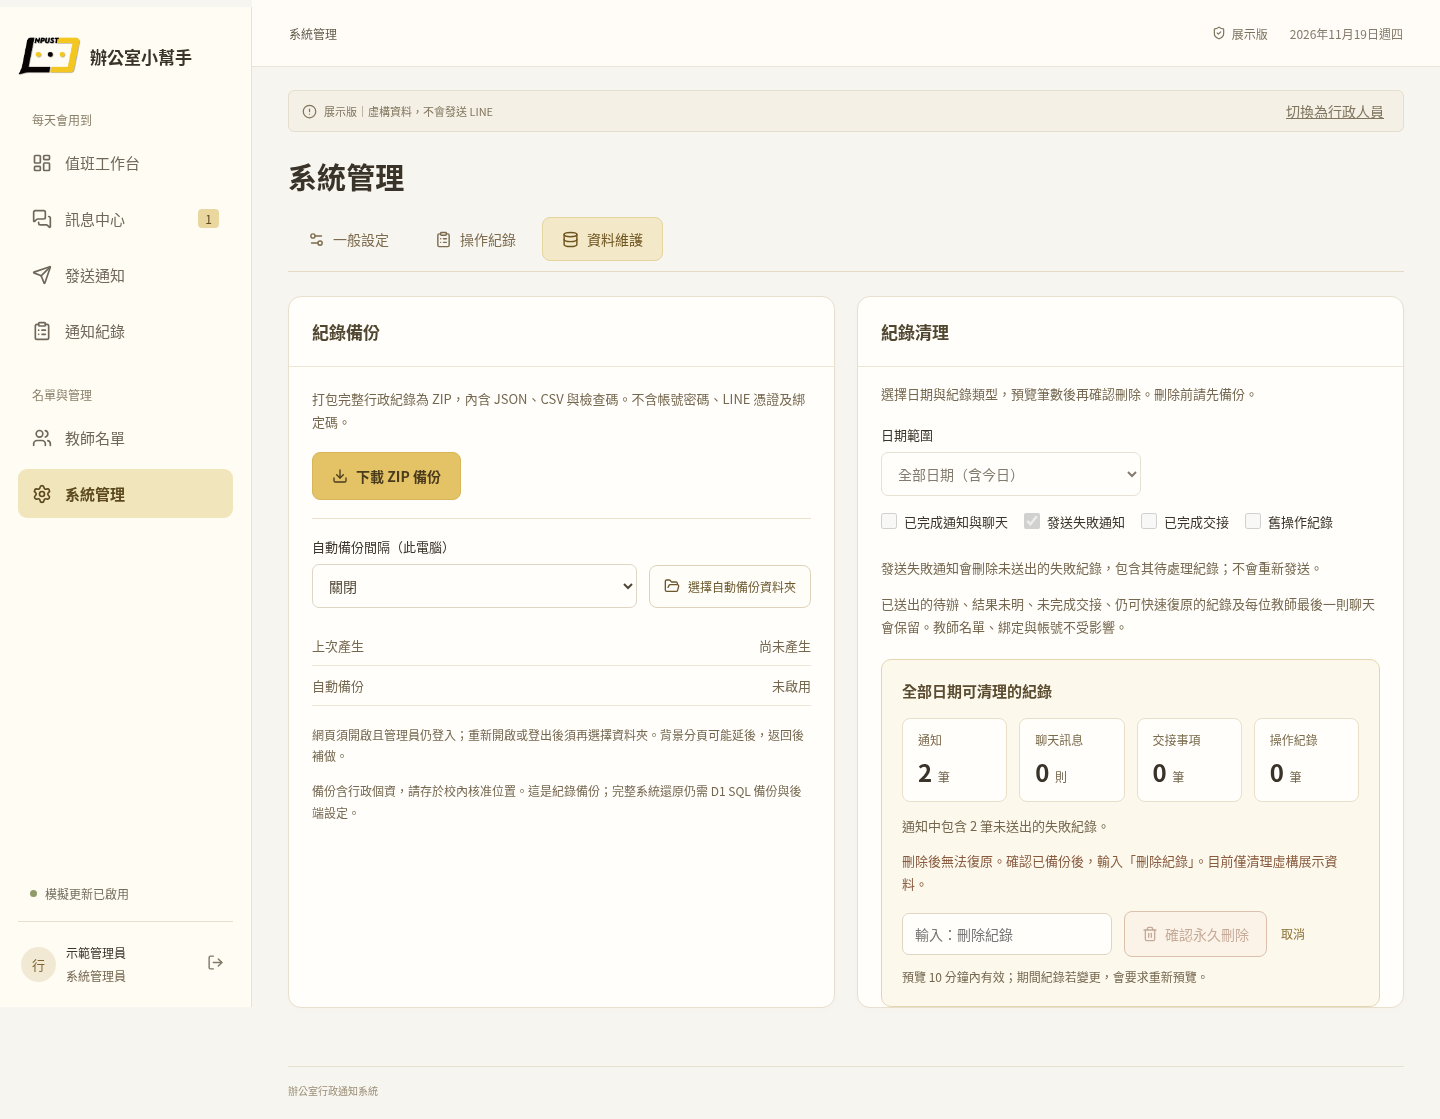 NPUST
辦公室小幫手
每天會用到
值班工作台
訊息中心
1
發送通知
通知紀錄
名單與管理
教師名單
系統管理
模擬更新已啟用
行
示範管理員
系統管理員
系統管理
展示版
2026年11月19日週四
展示版｜虛構資料，不會發送 LINE
切換為行政人員
系統管理
一般設定
操作紀錄
資料維護
紀錄備份
打包完整行政紀錄為 ZIP，內含 JSON、CSV 與檢查碼。不含帳號密碼、LINE 憑證及綁
定碼。
下載 ZIP 備份
自動備份間隔（此電腦）
關閉
選擇自動備份資料夾
上次產生
尚未產生
自動備份
未啟用
網頁須開啟且管理員仍登入；重新開啟或登出後須再選擇資料夾。背景分頁可能延後，返回後
補做。
備份含行政個資，請存於校內核准位置。這是紀錄備份；完整系統還原仍需 D1 SQL 備份與後
端設定。
紀錄清理
選擇日期與紀錄類型，預覽筆數後再確認刪除。刪除前請先備份。
日期範圍
全部日期（含今日）
已完成通知與聊天
發送失敗通知
已完成交接
舊操作紀錄
發送失敗通知會刪除未送出的失敗紀錄，包含其待處理紀錄；不會重新發送。
已送出的待辦、結果未明、未完成交接、仍可快速復原的紀錄及每位教師最後一則聊天
會保留。教師名單、綁定與帳號不受影響。
全部日期可清理的紀錄
通知
2 筆
聊天訊息
0 則
交接事項
0 筆
操作紀錄
0 筆
通知中包含 2 筆未送出的失敗紀錄。
刪除後無法復原。確認已備份後，輸入「刪除紀錄」。目前僅清理虛構展示資
料。
輸入：刪除紀錄
確認永久刪除
取消
預覽 10 分鐘內有效；期間紀錄若變更，會要求重新預覽。
辦公室行政通知系統